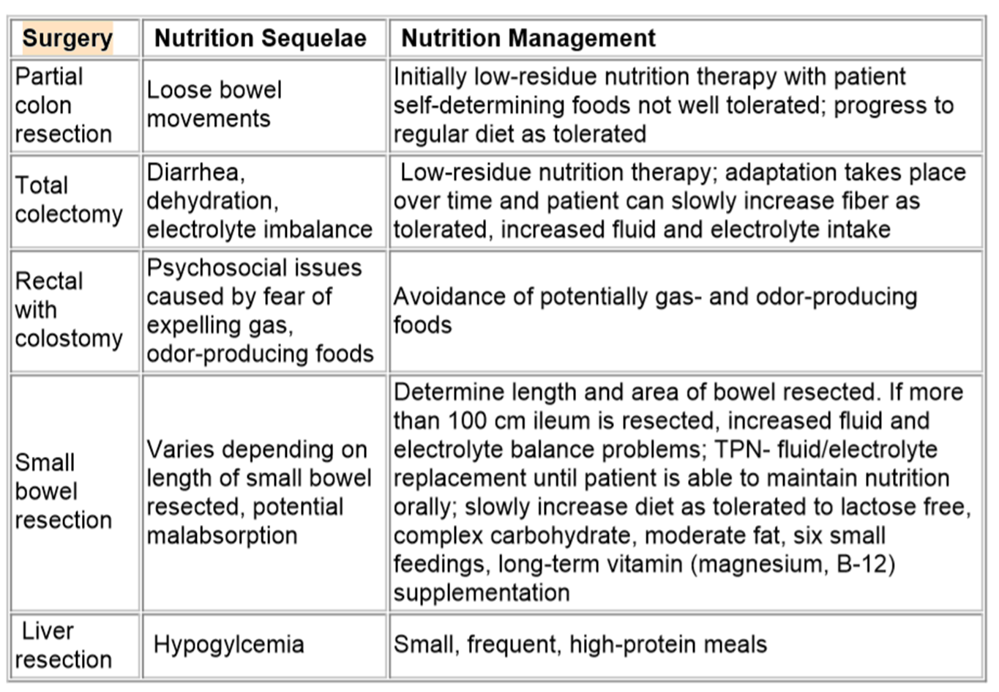 Surgery
Nutrition Sequelae
Nutrition Management
Partial
colon
resection
Loose bowel
movements
Initially low-residue nutrition therapy with patient
self-determining foods not well tolerated; progress to
regular diet as tolerated
Total
colectomy
Diarrhea,
dehydration,
electrolyte imbalance
Low-residue nutrition therapy; adaptation takes place
over time and patient can slowly increase fiber as
tolerated, increased fluid and electrolyte intake
Rectal
with
colostomy
Psychosocial issues
caused by fear of
expelling gas,
odor-producing foods
Avoidance of potentially gas- and odor-producing
foods
Small
bowel
resection
Varies depending on
length of small bowel
resected, potential
malabsorption
Determine length and area of bowel resected. If more
than 100 cm ileum is resected, increased fluid and
electrolyte balance problems; TPN- fluid/electrolyte
replacement until patient is able to maintain nutrition
orally; slowly increase diet as tolerated to lactose free,
complex carbohydrate, moderate fat, six small
feedings, long-term vitamin (magnesium, B-12)
supplementation
Liver
resection
Hypogylcemia
Small, frequent, high-protein meals